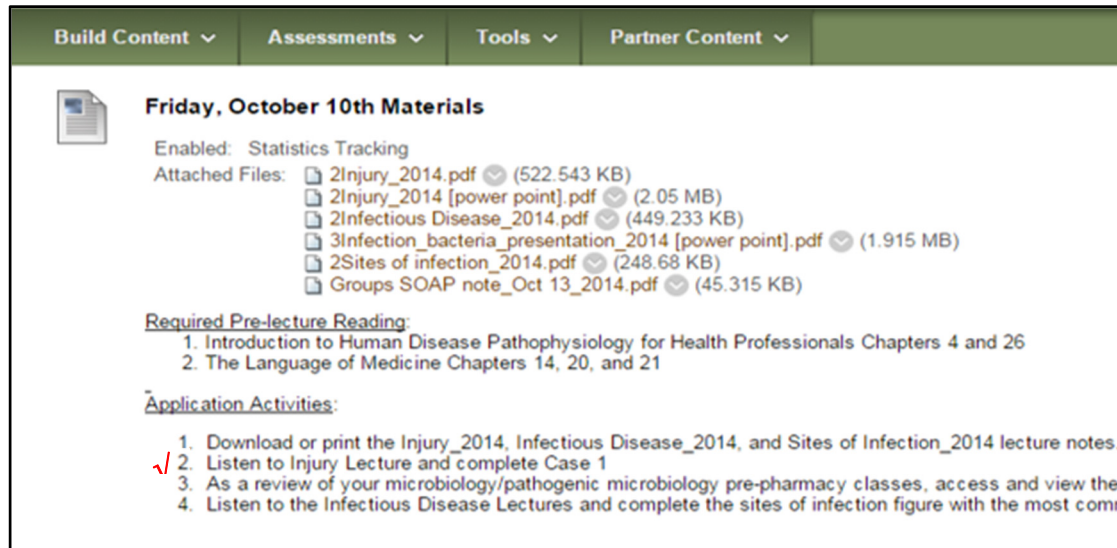 Build Content Assessments Tools Partner Content
Friday, October 10th Materials
Enabled: Statistics Tracking
Attached Files: 2Injury_2014.pdf (522.543 KB)
2Injury_2014 [power point].pdf (2.05 MB)
2Infectious Disease_2014.pdf (449.233 KB)
3Infection_bacteria_presentation_2014 [power point].pdf (1.915 MB)
2Sites of infection_2014.pdf (248.68 KB)
Groups SOAP note_Oct 13_2014.pdf (45.315 KB)
Required Pre-lecture Reading:
1. Introduction to Human Disease Pathophysiology for Health Professionals Chapters 4 and 26
2. The Language of Medicine Chapters 14, 20, and 21
Application Activities:
1. Download or print the Injury_2014, Infectious Disease_2014, and Sites of Infection_2014 lecture notes.
√ 2. Listen to Injury Lecture and complete Case 1
3. As a review of your microbiology/pathogenic microbiology pre-pharmacy classes, access and view the
4. Listen to the Infectious Disease Lectures and complete the sites of infection figure with the most